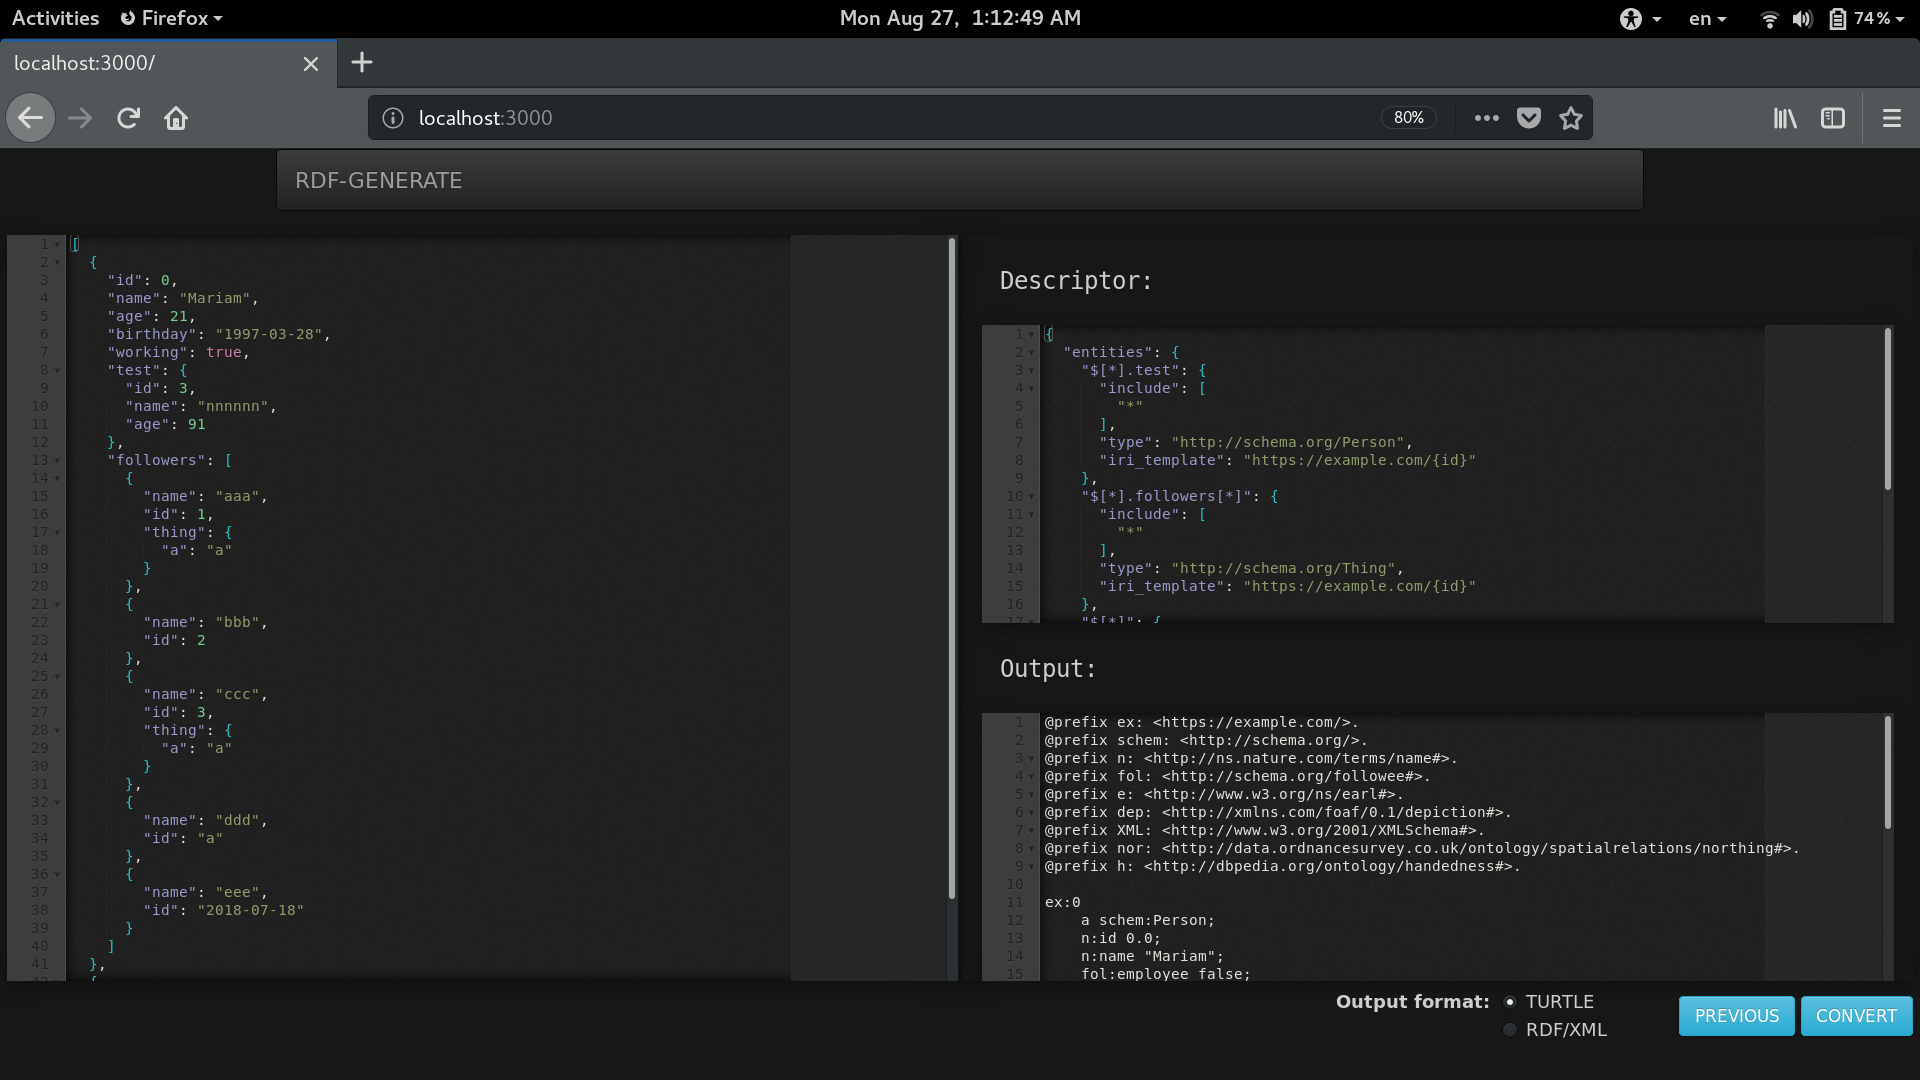 Activities Firefox Mon Aug 27, 1:12:49 AM en 74%
localhost:3000/
localhost:3000 80%
RDF-GENERATE
1 [
2 {
3 "id": 0,
4 "name": "Mariam",
5 "age": 21,
6 "birthday": "1997-03-28",
7 "working": true,
8 "test": {
9 "id": 3,
10 "name": "nnnnnn",
11 "age": 91
12 },
13 "followers": [
14 {
15 "name": "aaa",
16 "id": 1,
17 "thing": {
18 "a": "a"
19 }
20 },
21 {
22 "name": "bbb",
23 "id": 2
24 },
25 {
26 "name": "ccc",
27 "id": 3,
28 "thing": {
29 "a": "a"
30 }
31 },
32 {
33 "name": "ddd",
34 "id": "a"
35 },
36 {
37 "name": "eee",
38 "id": "2018-07-18"
39 }
40 ]
41 },
42 {
Descriptor:
1 {
2 "entities": {
3 "$[*].test": {
4 "include": [
5 "*"
6 ],
7 "type": "http://schema.org/Person",
8 "iri_template": "https://example.com/{id}"
9 },
10 "$[*].followers[*]": {
11 "include": [
12 "*"
13 ],
14 "type": "http://schema.org/Thing",
15 "iri_template": "https://example.com/{id}"
16 },
17 "$[*]": {
Output:
1 @prefix ex: <https://example.com/>.
2 @prefix schem: <http://schema.org/>.
3 @prefix n: <http://ns.nature.com/terms/name#>.
4 @prefix fol: <http://schema.org/followee#>.
5 @prefix e: <http://www.w3.org/ns/earl#>.
6 @prefix dep: <http://xmlns.com/foaf/0.1/depiction#>.
7 @prefix XML: <http://www.w3.org/2001/XMLSchema#>.
8 @prefix nor: <http://data.ordnancesurvey.co.uk/ontology/spatialrelations/northing#>.
9 @prefix h: <http://dbpedia.org/ontology/handedness#>.
10
11 ex:0
12 a schem:Person;
13 n:id 0.0;
14 n:name "Mariam";
15 fol:employee false;
Output format: TURTLE
RDF/XML
PREVIOUS CONVERT